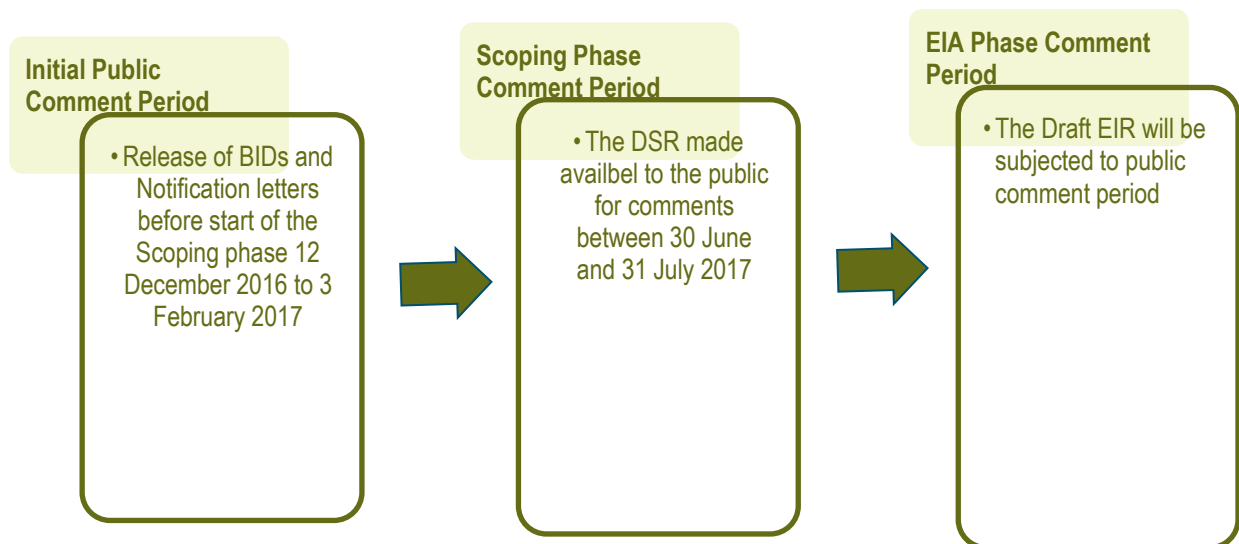 Initial Public
Comment Period
• Release of BIDs and
Notification letters
before start of the
Scoping phase 12
December 2016 to 3
February 2017
Scoping Phase
Comment Period
• The DSR made
availbel to the public
for comments
between 30 June
and 31 July 2017
EIA Phase Comment
Period
• The Draft EIR will be
subjected to public
comment period